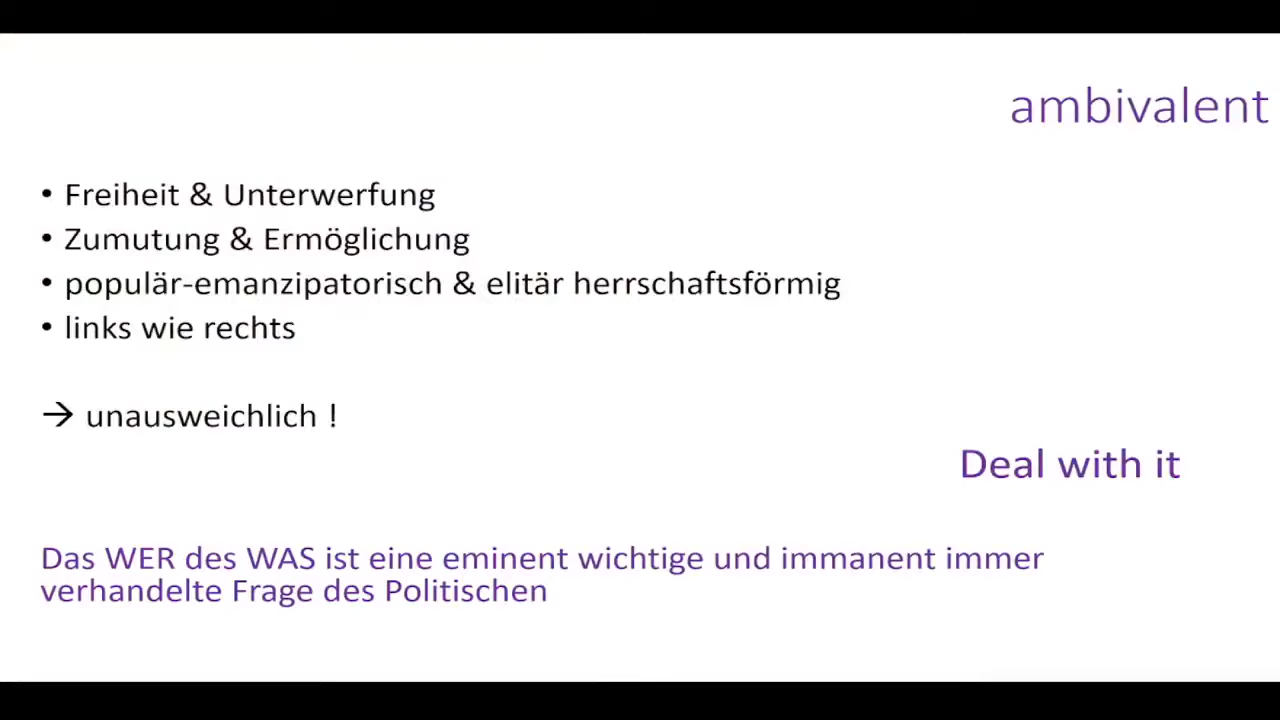 ambivalent
• Freiheit & Unterwerfung
• Zumutung & Ermöglichung
• populär-emanzipatorisch & elitär herrschaftsförmig
• links wie rechts
→ unausweichlich !
Deal with it
Das WER des WAS ist eine eminent wichtige und immanent immer
verhandelte Frage des Politischen